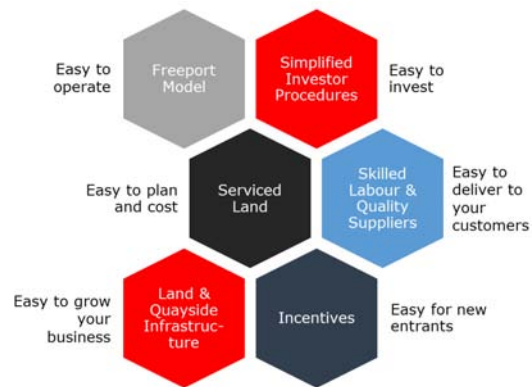 Easy to
operate
Freeport
Model
Simplified
Investor
Procedures
Easy to
invest
Easy to plan
and cost
Serviced
Land
Skilled
Labour &
Quality
Suppliers
Easy to
deliver to
your
customers
Easy to grow
your
business
Land &
Quayside
Infrastruc-
ture
Incentives
Easy for new
entrants